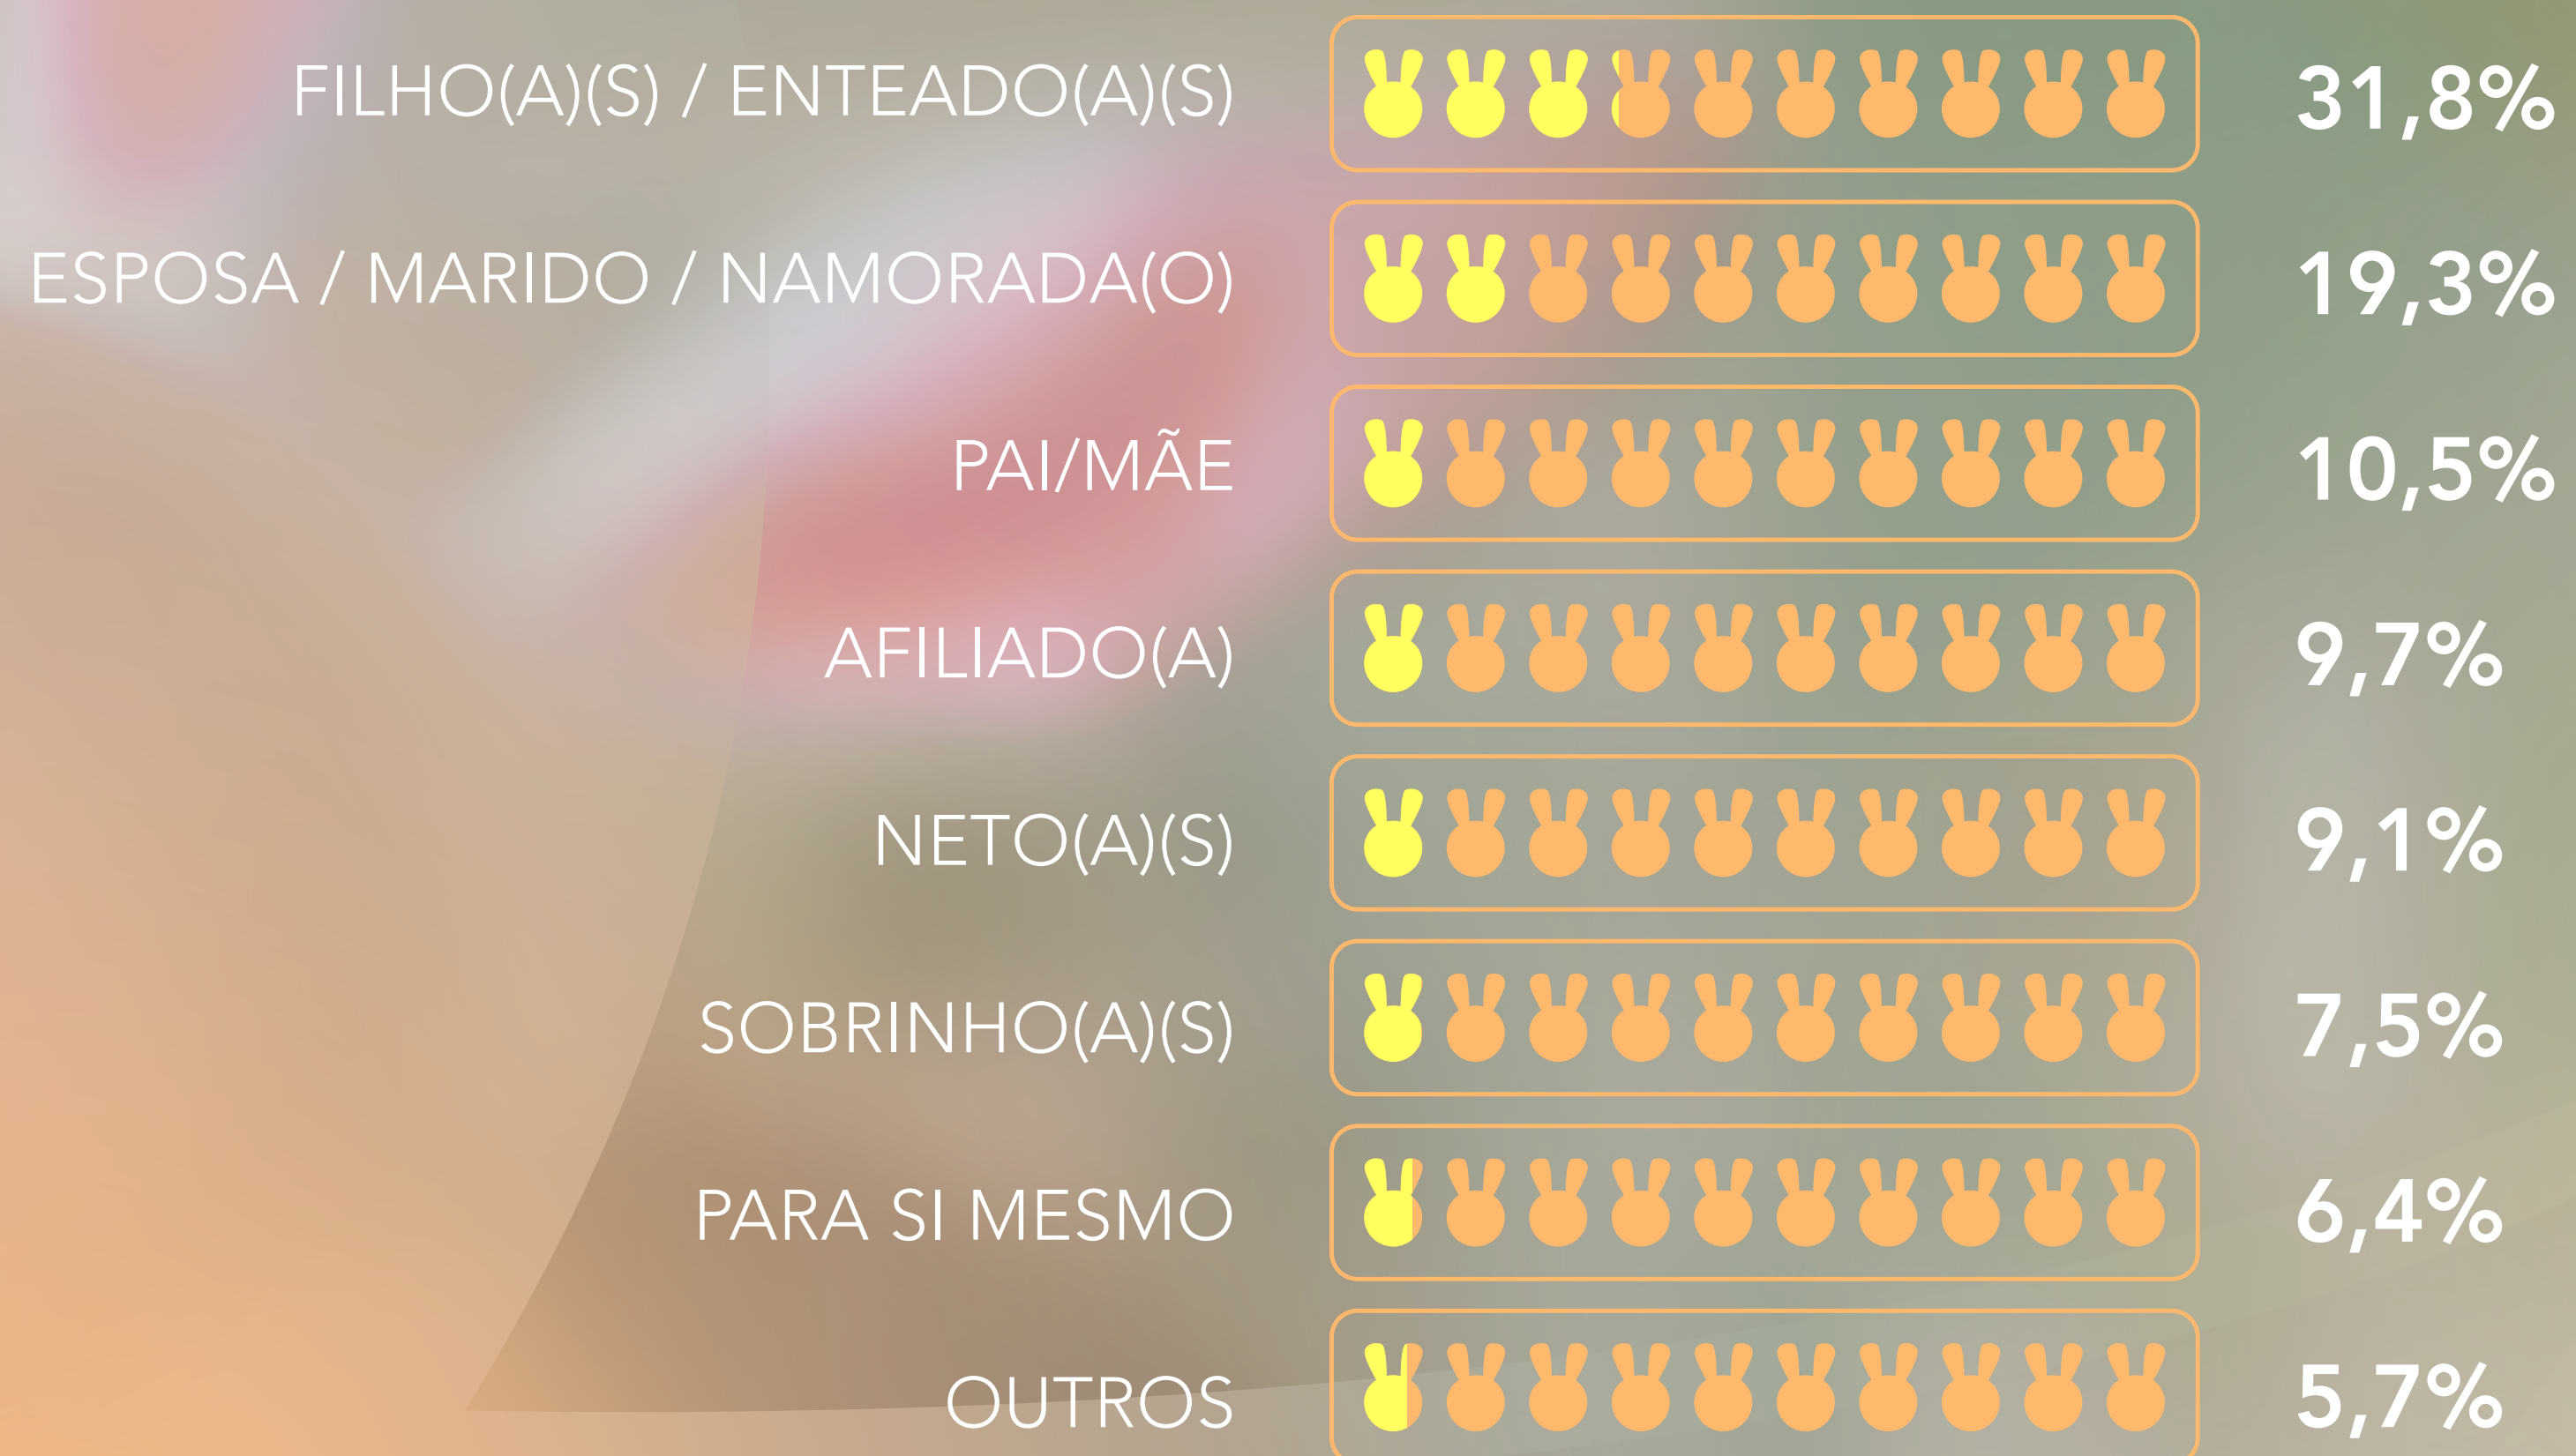 FILHO(A)(S) / ENTEADO(A)(S) 31,8%
ESPOSA / MARIDO / NAMORADA(O) 19,3%
PAI/MÃE 10,5%
AFILIADO(A) 9,7%
NETO(A)(S) 9,1%
SOBRINHO(A)(S) 7,5%
PARA SI MESMO 6,4%
OUTROS 5,7%